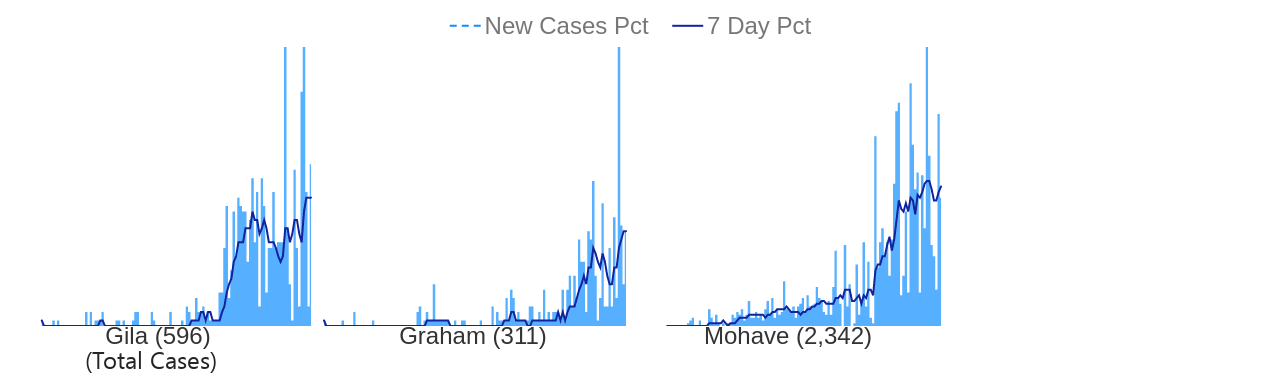 New Cases Pct 7 Day Pct
Gila (596) Graham (311) Mohave (2,342)
(Total Cases)